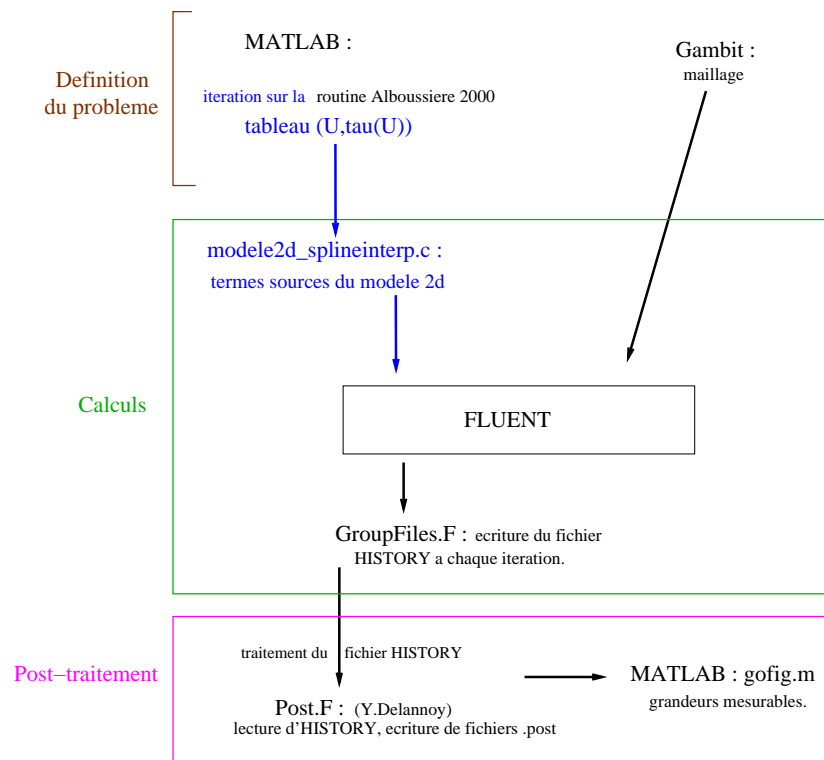 MATLAB :
Gambit :
maillage
Definition
du probleme
iteration sur la routine Alboussiere 2000
tableau (U,tau(U))
modele2d_splineinterp.c :
termes sources du modele 2d
Calculs
FLUENT
GroupFiles.F : ecriture du fichier
HISTORY a chaque iteration.
Post−traitement
traitement du fichier HISTORY
MATLAB : gofig.m
grandeurs mesurables.
Post.F : (Y.Delannoy)
lecture d’HISTORY, ecriture de fichiers .post